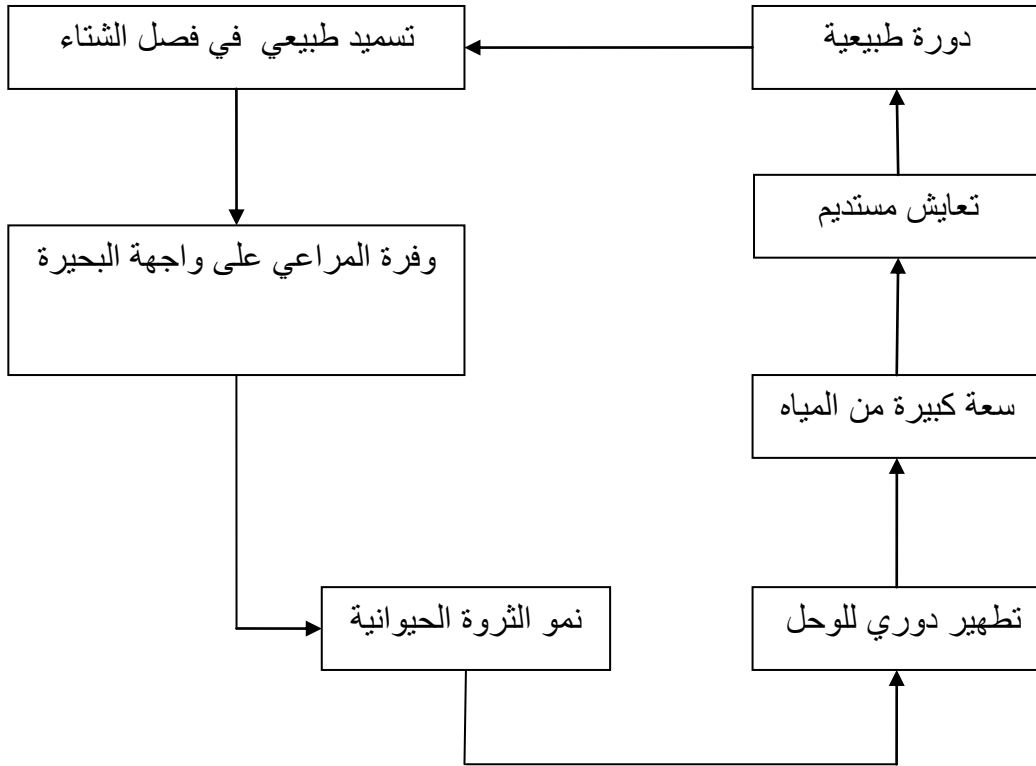 دورة طبيعية
تسميد طبيعي في فصل الشتاء
تعايش مستديم
وفرة المراعي على واجهة البحيرة
سعة كبيرة من المياه
تطهير دوري للوحل
نمو الثروة الحيوانية